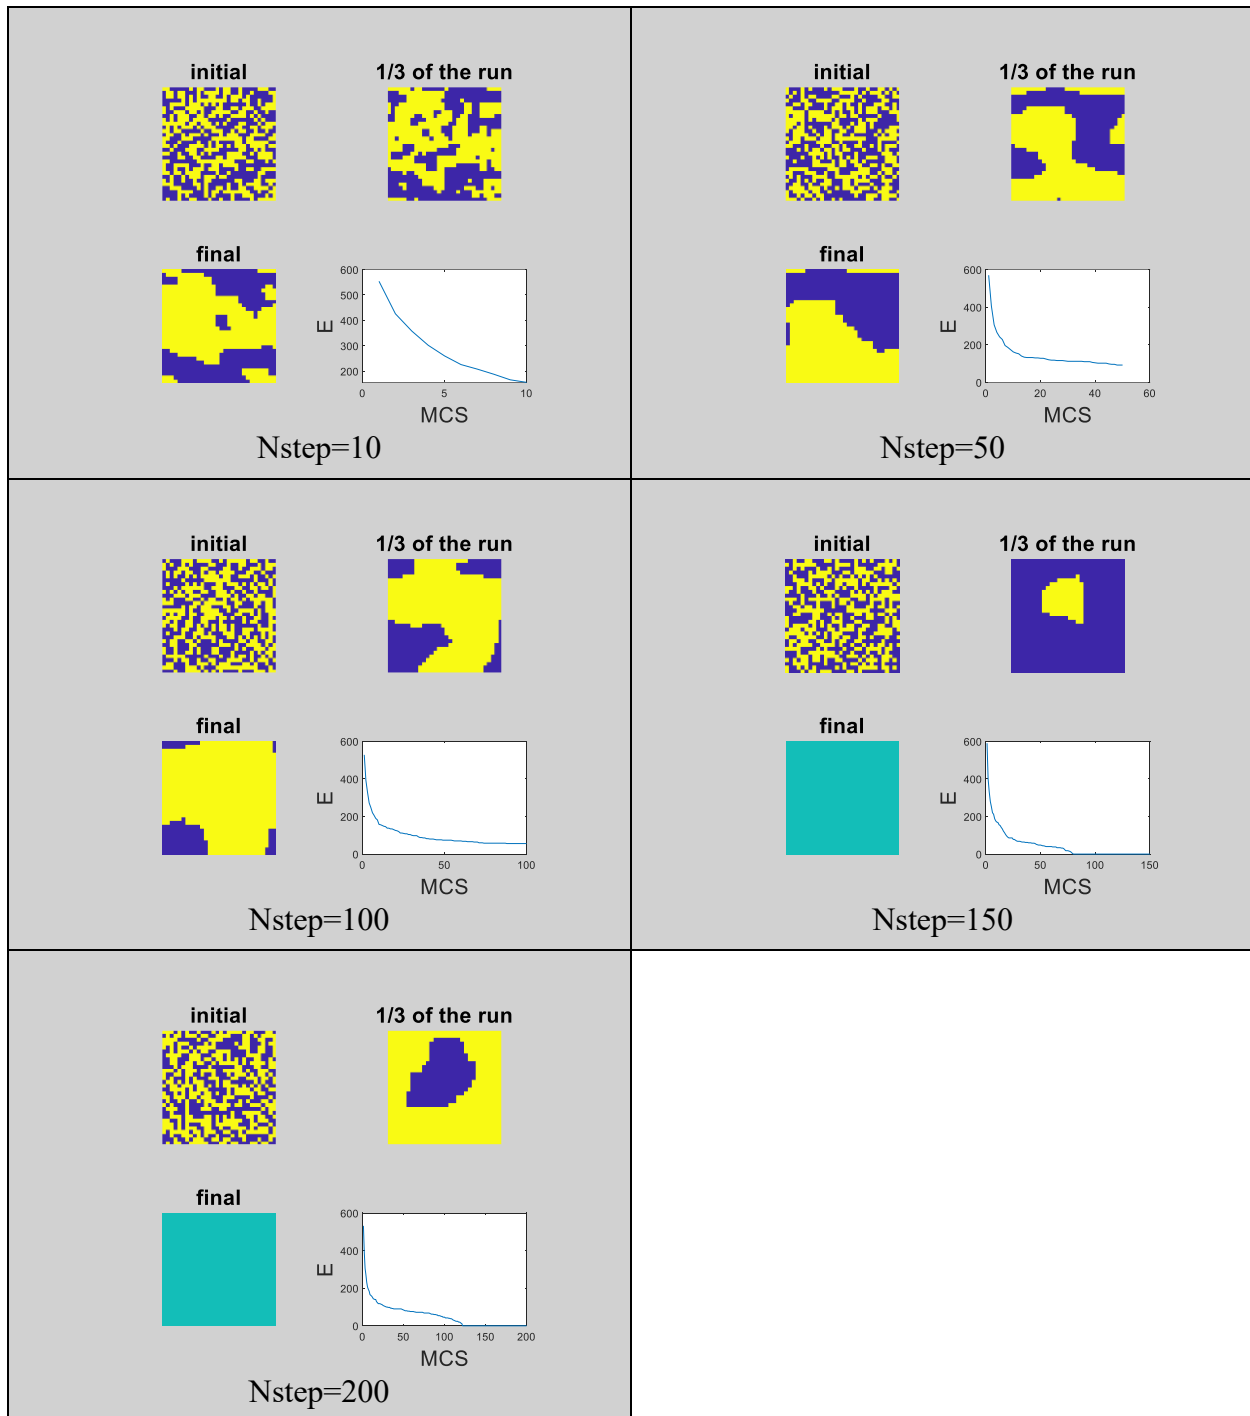 initial
1/3 of the run
final
600
500
400
300
200
E
0
5
10
MCS
Nstep=10
initial
1/3 of the run
final
600
400
200
0
E
0
20
40
60
MCS
Nstep=50
initial
1/3 of the run
final
600
400
200
0
E
0
50
100
MCS
Nstep=100
initial
1/3 of the run
final
600
400
200
0
E
0
50
100
150
MCS
Nstep=150
initial
1/3 of the run
final
600
400
200
0
E
0
50
100
150
200
MCS
Nstep=200